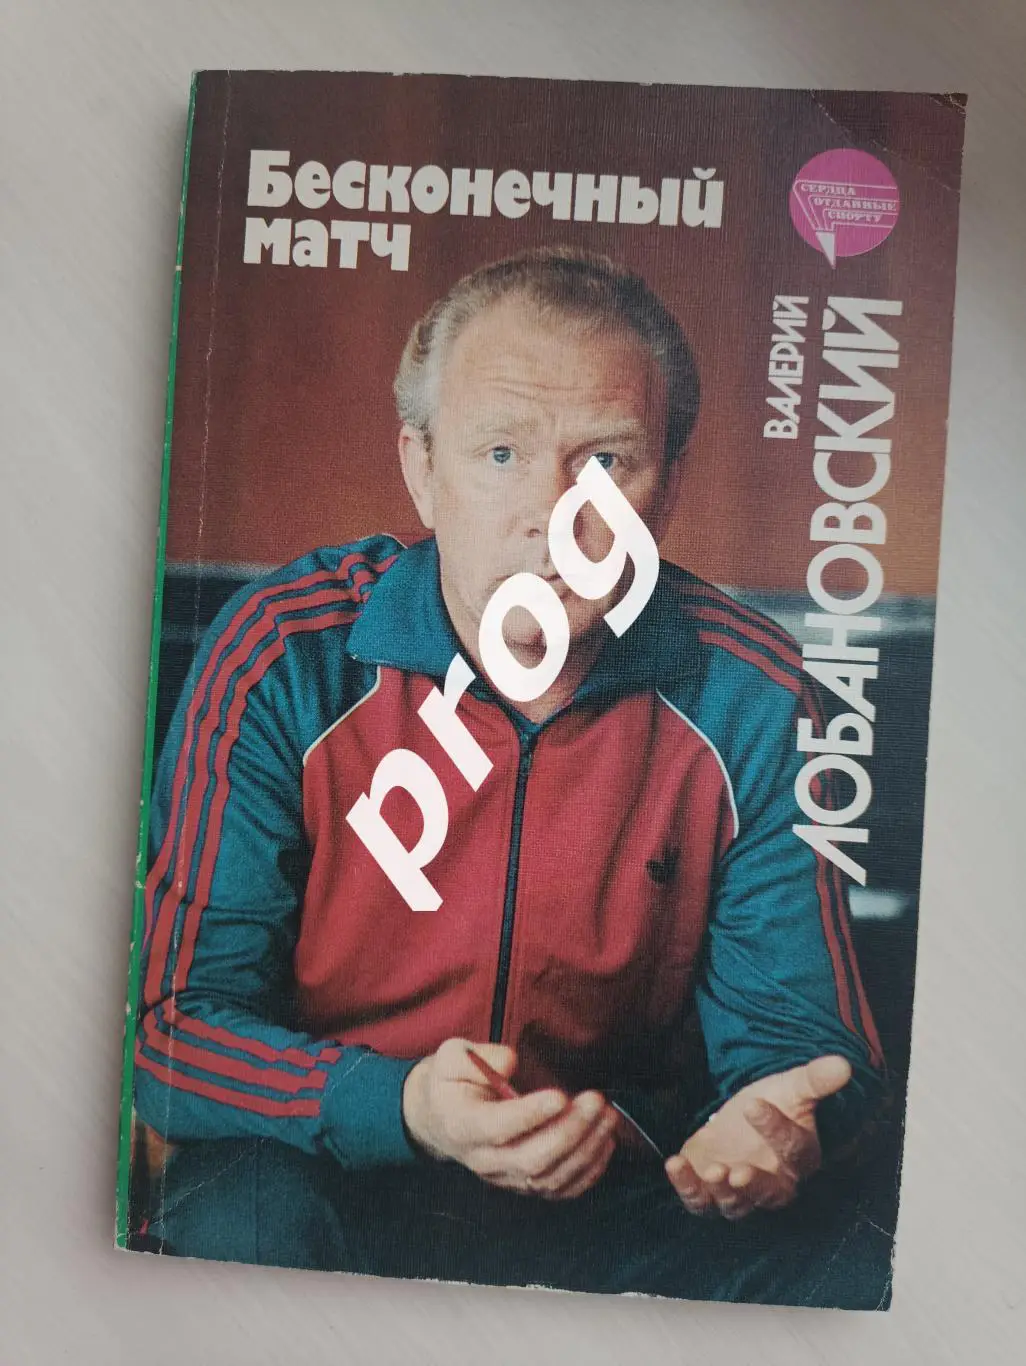 Бесконечный
матч
СЕРДЦА
ОТДАННЫЕ
СПОРТУ
ВАЛЕРИЙ
ЛОБАНОВСКИЙ
prog